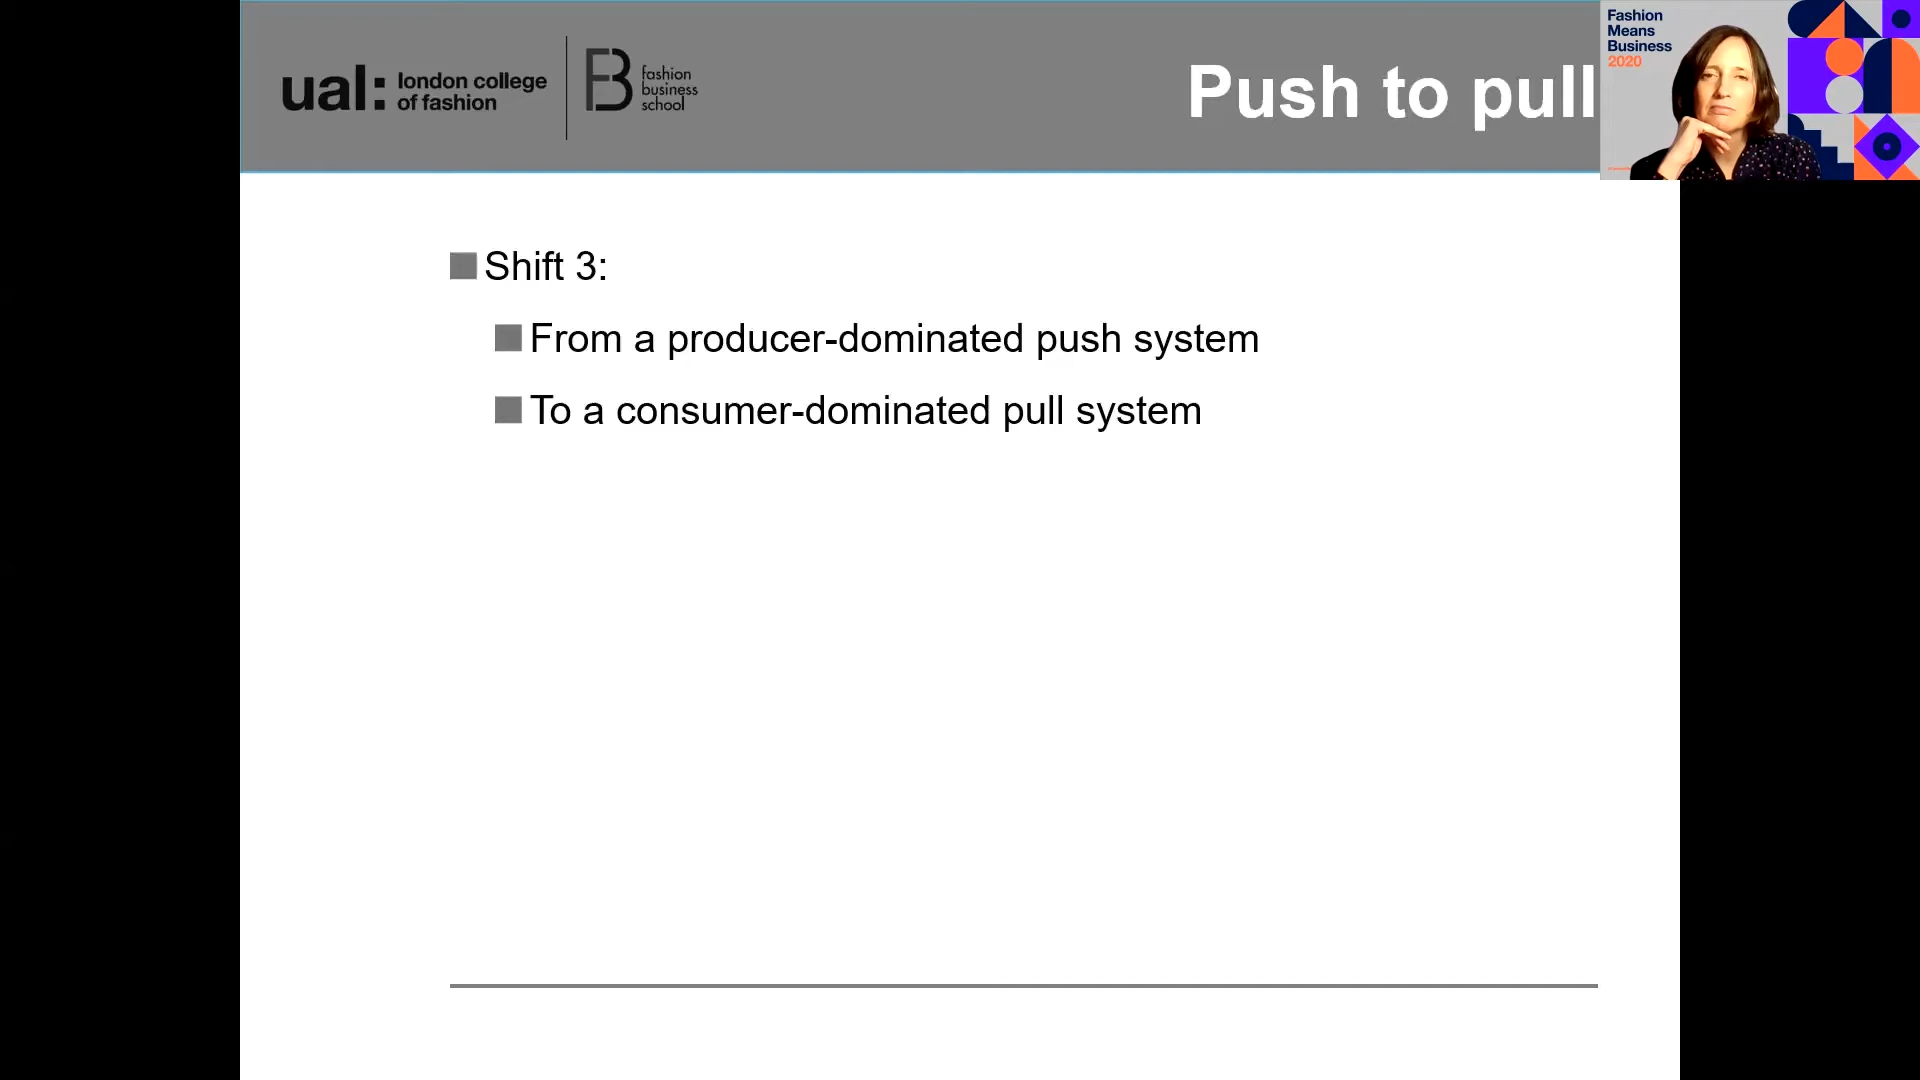 ual: london college
of fashion
FB fashion
business
school
Push to pull
Fashion
Means
Business
2020
Shift 3:
From a producer-dominated push system
To a consumer-dominated pull system